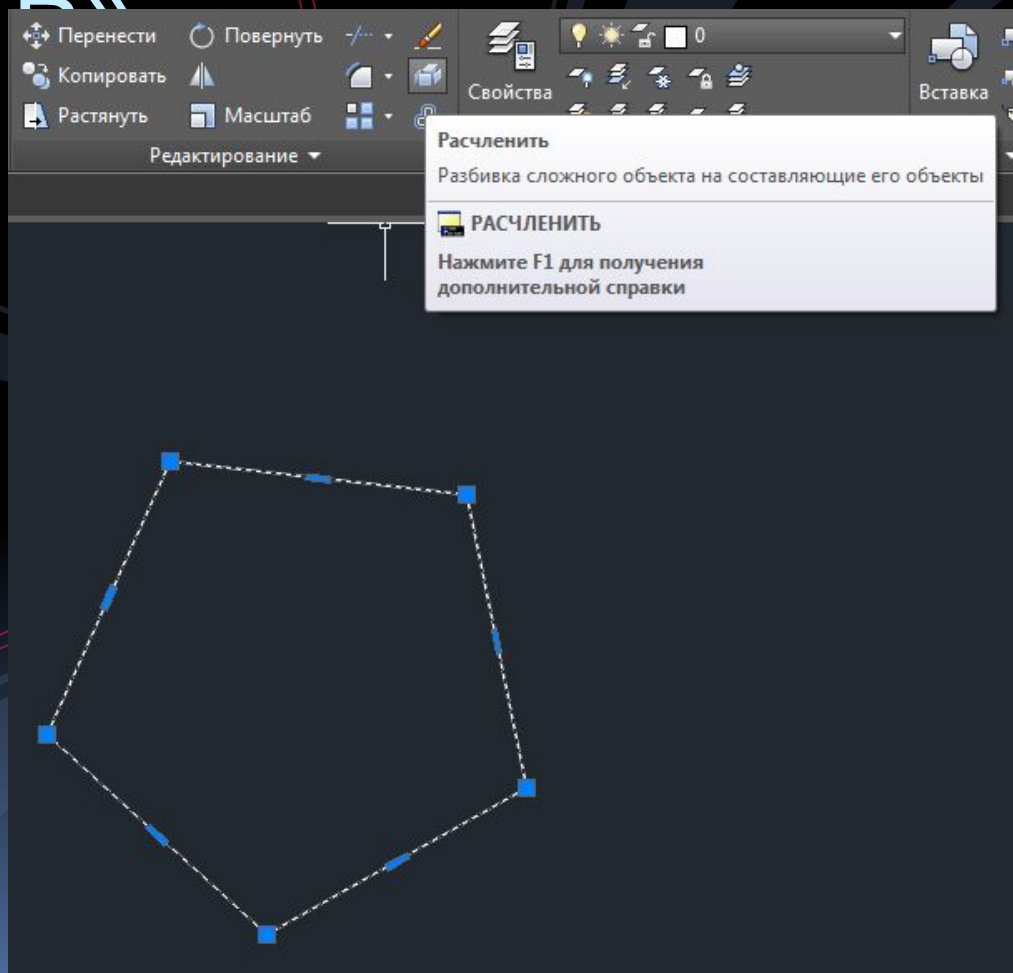 В»
Перенести Повернуть
Копировать
Растянуть Масштаб
Редактирование
Свойства
0
Вставка
Расчленить
Разбивка сложного объекта на составляющие его объекты
РАСЧЛЕНИТЬ
Нажмите F1 для получения
дополнительной справки